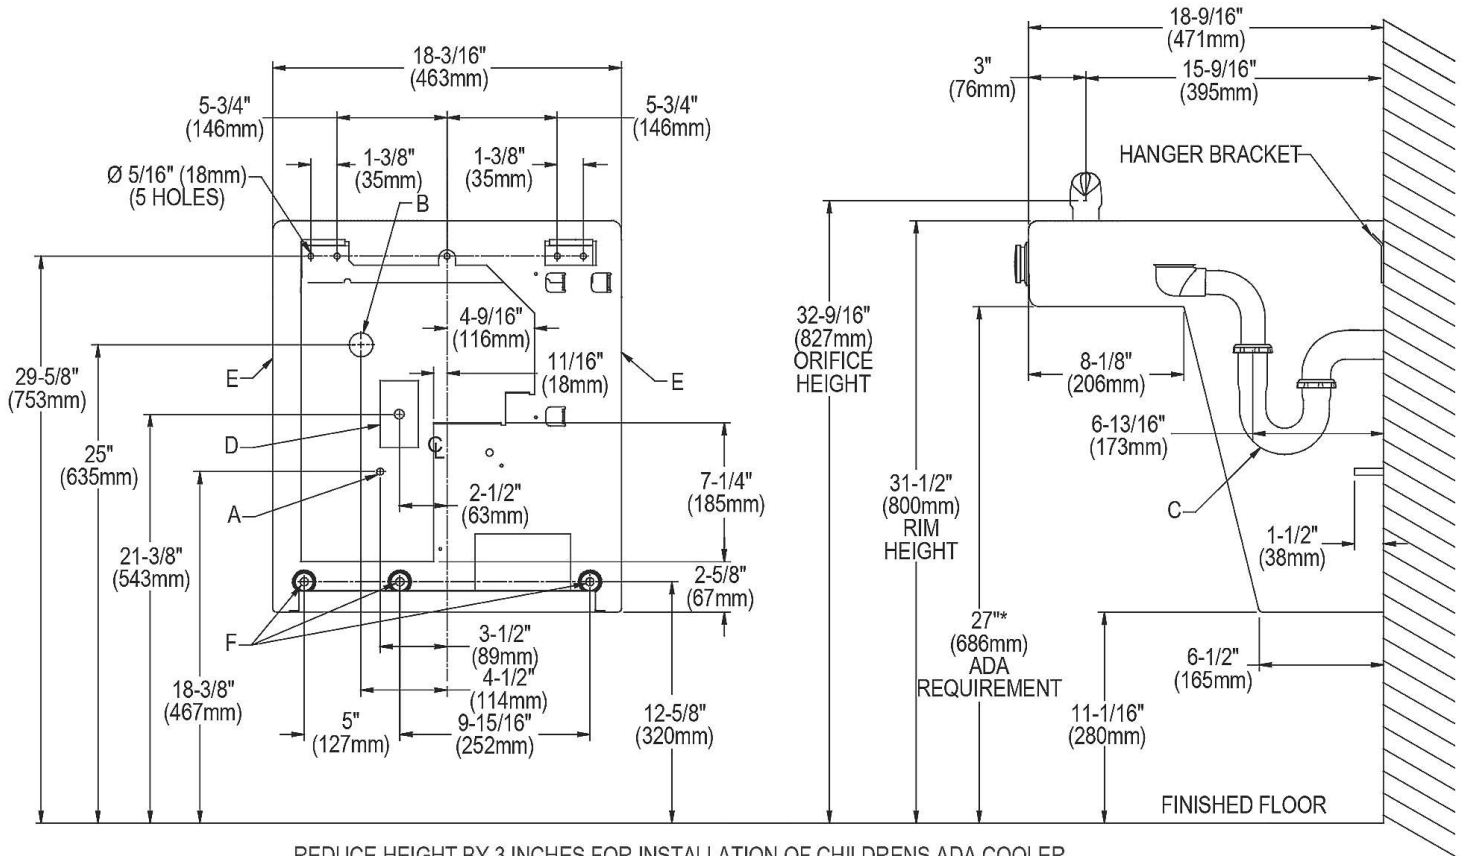 18-3/16"
(463mm)
5-3/4"
(146mm)
5-3/4"
(146mm)
1-3/8"
(35mm)
1-3/8"
(35mm)
Ø 5/16" (18mm)
(5 HOLES)
B
4-9/16"
(116mm)
11/16"
(18mm)
E
E
29-5/8"
(753mm)
D
CL
25"
(635mm)
A
2-1/2"
(63mm)
7-1/4"
(185mm)
21-3/8"
(543mm)
2-5/8"
(67mm)
F
3-1/2"
(89mm)
4-1/2"
(114mm)
18-3/8"
(467mm)
5"
(127mm)
9-15/16"
(252mm)
12-5/8"
(320mm)
18-9/16"
(471mm)
3"
(76mm)
15-9/16"
(395mm)
HANGER BRACKET
32-9/16"
(827mm)
ORIFICE
HEIGHT
8-1/8"
(206mm)
6-13/16"
(173mm)
31-1/2"
(800mm)
RIM
HEIGHT
C
1-1/2"
(38mm)
27"*
(686mm)
ADA
REQUIREMENT
6-1/2"
(165mm)
11-1/16"
(280mm)
FINISHED FLOOR
REDUCE HEIGHT BY 3 INCHES FOR INSTALLATION OF CHILDRENS ADA COOLER